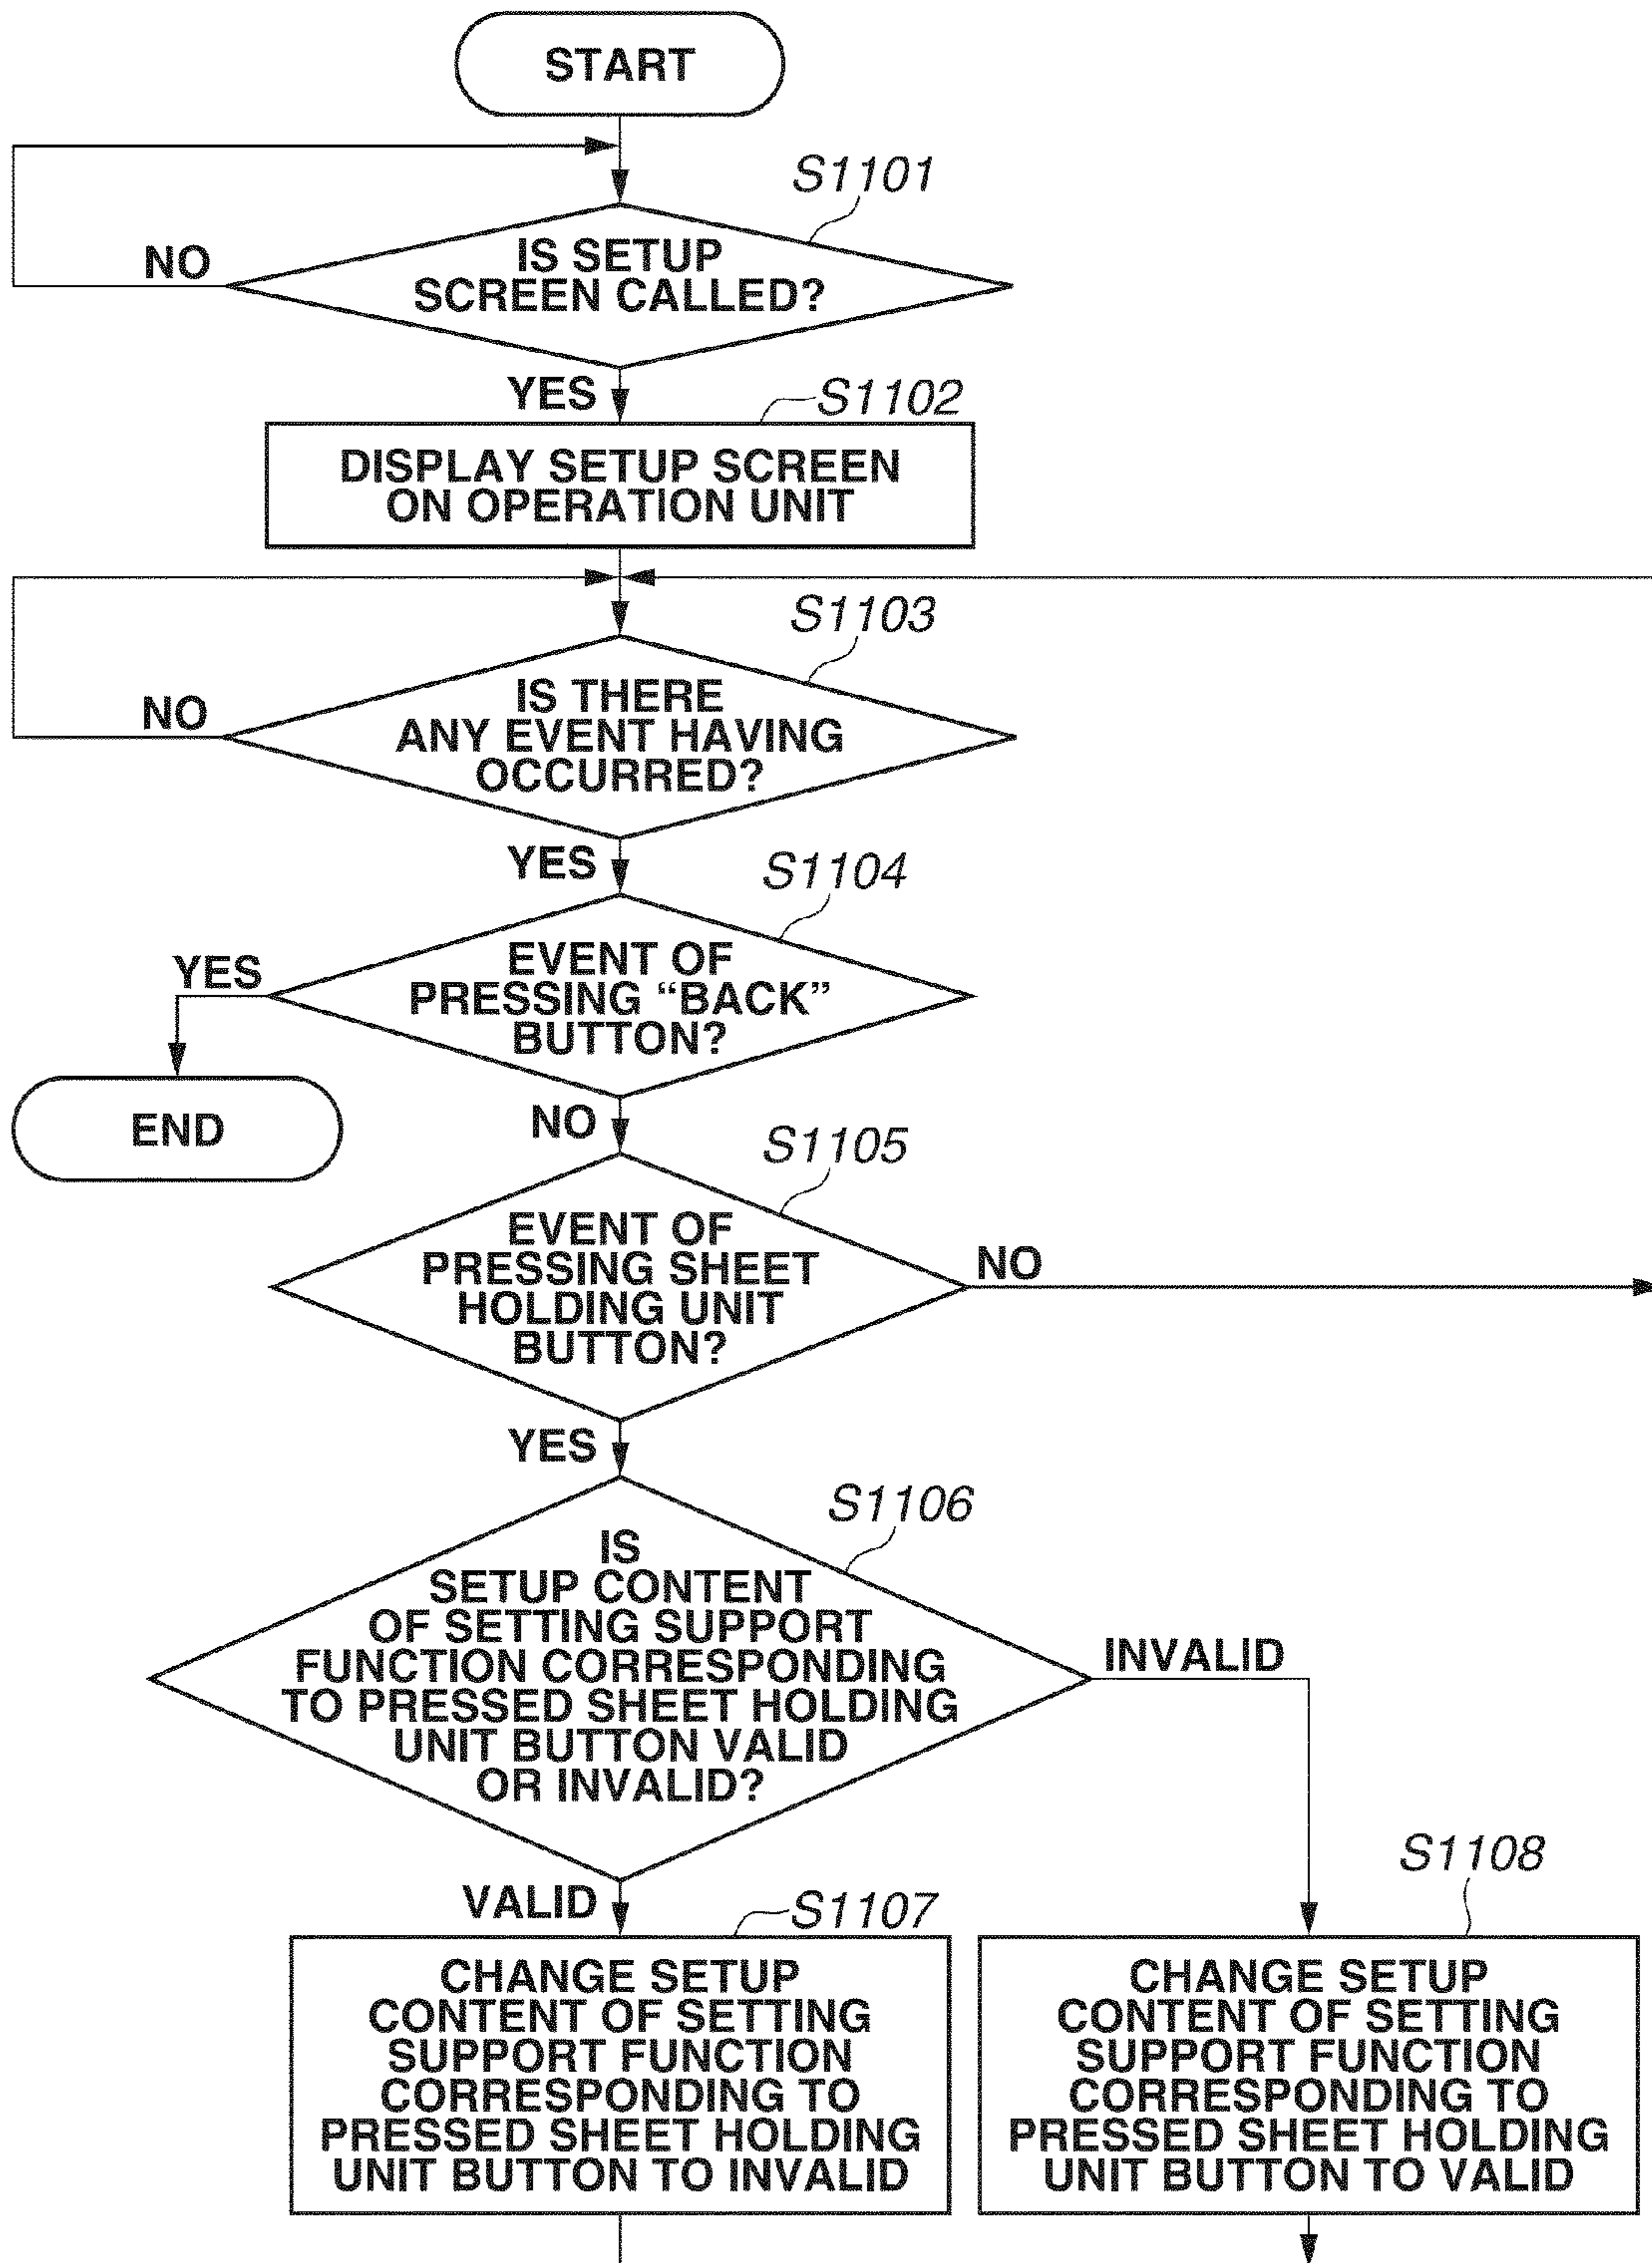 START
S1101
NO
IS SETUP
SCREEN CALLED?
YES
S1102
DISPLAY SETUP SCREEN
ON OPERATION UNIT
S1103
NO
IS THERE
ANY EVENT HAVING
OCCURRED?
YES
S1104
YES
EVENT OF
PRESSING “BACK”
BUTTON?
END
NO
S1105
EVENT OF
PRESSING SHEET
HOLDING UNIT
BUTTON?
NO
YES
S1106
IS
SETUP CONTENT
OF SETTING SUPPORT
FUNCTION CORRESPONDING
TO PRESSED SHEET HOLDING
UNIT BUTTON VALID
OR INVALID?
INVALID
VALID
S1107
S1108
CHANGE SETUP
CONTENT OF SETTING
SUPPORT FUNCTION
CORRESPONDING TO
PRESSED SHEET HOLDING
UNIT BUTTON TO INVALID
CHANGE SETUP
CONTENT OF SETTING
SUPPORT FUNCTION
CORRESPONDING TO
PRESSED SHEET HOLDING
UNIT BUTTON TO VALID